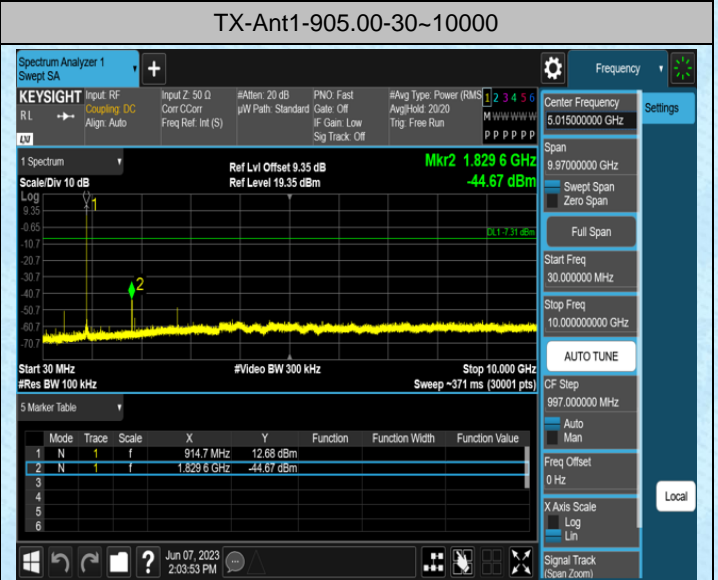 TX-Ant1-905.00-30~10000
Spectrum Analyzer 1
Swept SA
Frequency
KEYSIGHT
Input: RF
Coupling: DC
Align: Auto
Input Z: 50 Ω
Corr CCorr
Freq Ref: Int (S)
#Atten: 20 dB
µW Path: Standard
PNO: Fast
Gate: Off
IF Gain: Low
Sig Track: Off
#Avg Type: Power (RMS
Avg|Hold: 20/20
Trig: Free Run
1 2 3 4 5 6
M W W W W W
P P P P P P
R L
LXI
Center Frequency
5.015000000 GHz
Settings
Span
9.97000000 GHz
Swept Span
Zero Span
Full Span
Start Freq
30.000000 MHz
Stop Freq
10.000000000 GHz
AUTO TUNE
CF Step
997.000000 MHz
Auto
Man
Freq Offset
0 Hz
X Axis Scale
Log
Lin
Signal Track
(Span Zoom)
Local
1 Spectrum
Ref Lvl Offset 9.35 dB
Mkr2 1.829 6 GHz
Scale/Div 10 dB
Ref Level 19.35 dBm
-44.67 dBm
Log
9.35
-0.65
-10.7
-20.7
-30.7
-40.7
-50.7
-60.7
-70.7
1
2
DL1 -7.31 dBm
Start 30 MHz
#Video BW 300 kHz
Stop 10.000 GHz
#Res BW 100 kHz
Sweep ~371 ms (30001 pts)
5 Marker Table
Mode Trace Scale X Y Function Function Width Function Value
1 N 1 f 914.7 MHz 12.68 dBm
2 N 1 f 1.829 6 GHz -44.67 dBm
3
4
5
6
Jun 07, 2023
2:03:53 PM